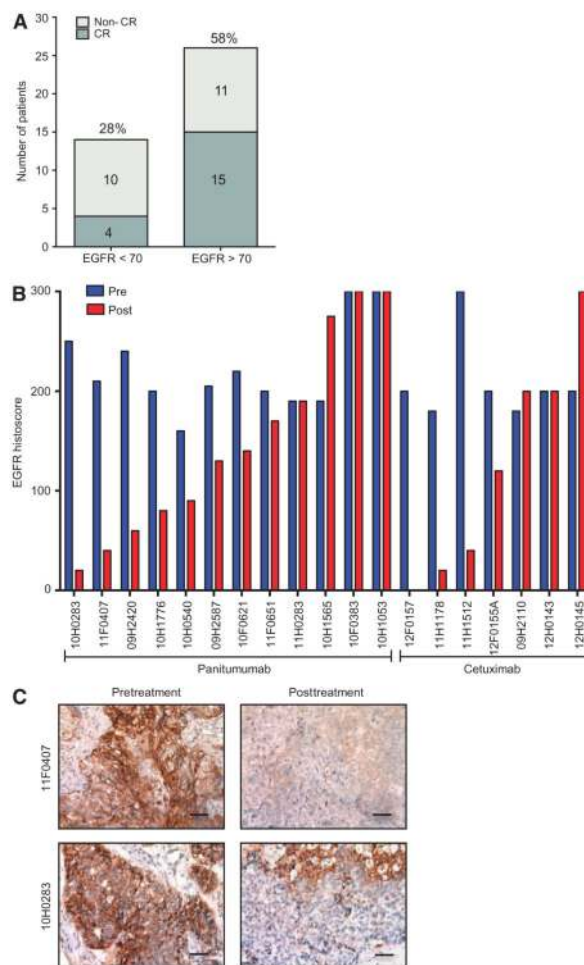 A
Non-CR
CR
Number of patients
30
25
20
15
10
5
0
28%
10
4
58%
11
15
EGFR < 70
EGFR > 70
B
Pre
Post
EGFR histoscore
300
200
100
0
10H0283
11F0407
09H2420
10H1776
10H0540
09H2587
10F0621
11F0651
11H0283
10H1565
10F0383
10H1053
12F0157
11H1178
11H1512
12F0155A
09H2110
12H0143
12H0145
Panitumumab
Cetuximab
C
Pretreatment
Posttreatment
11F0407
10H0283